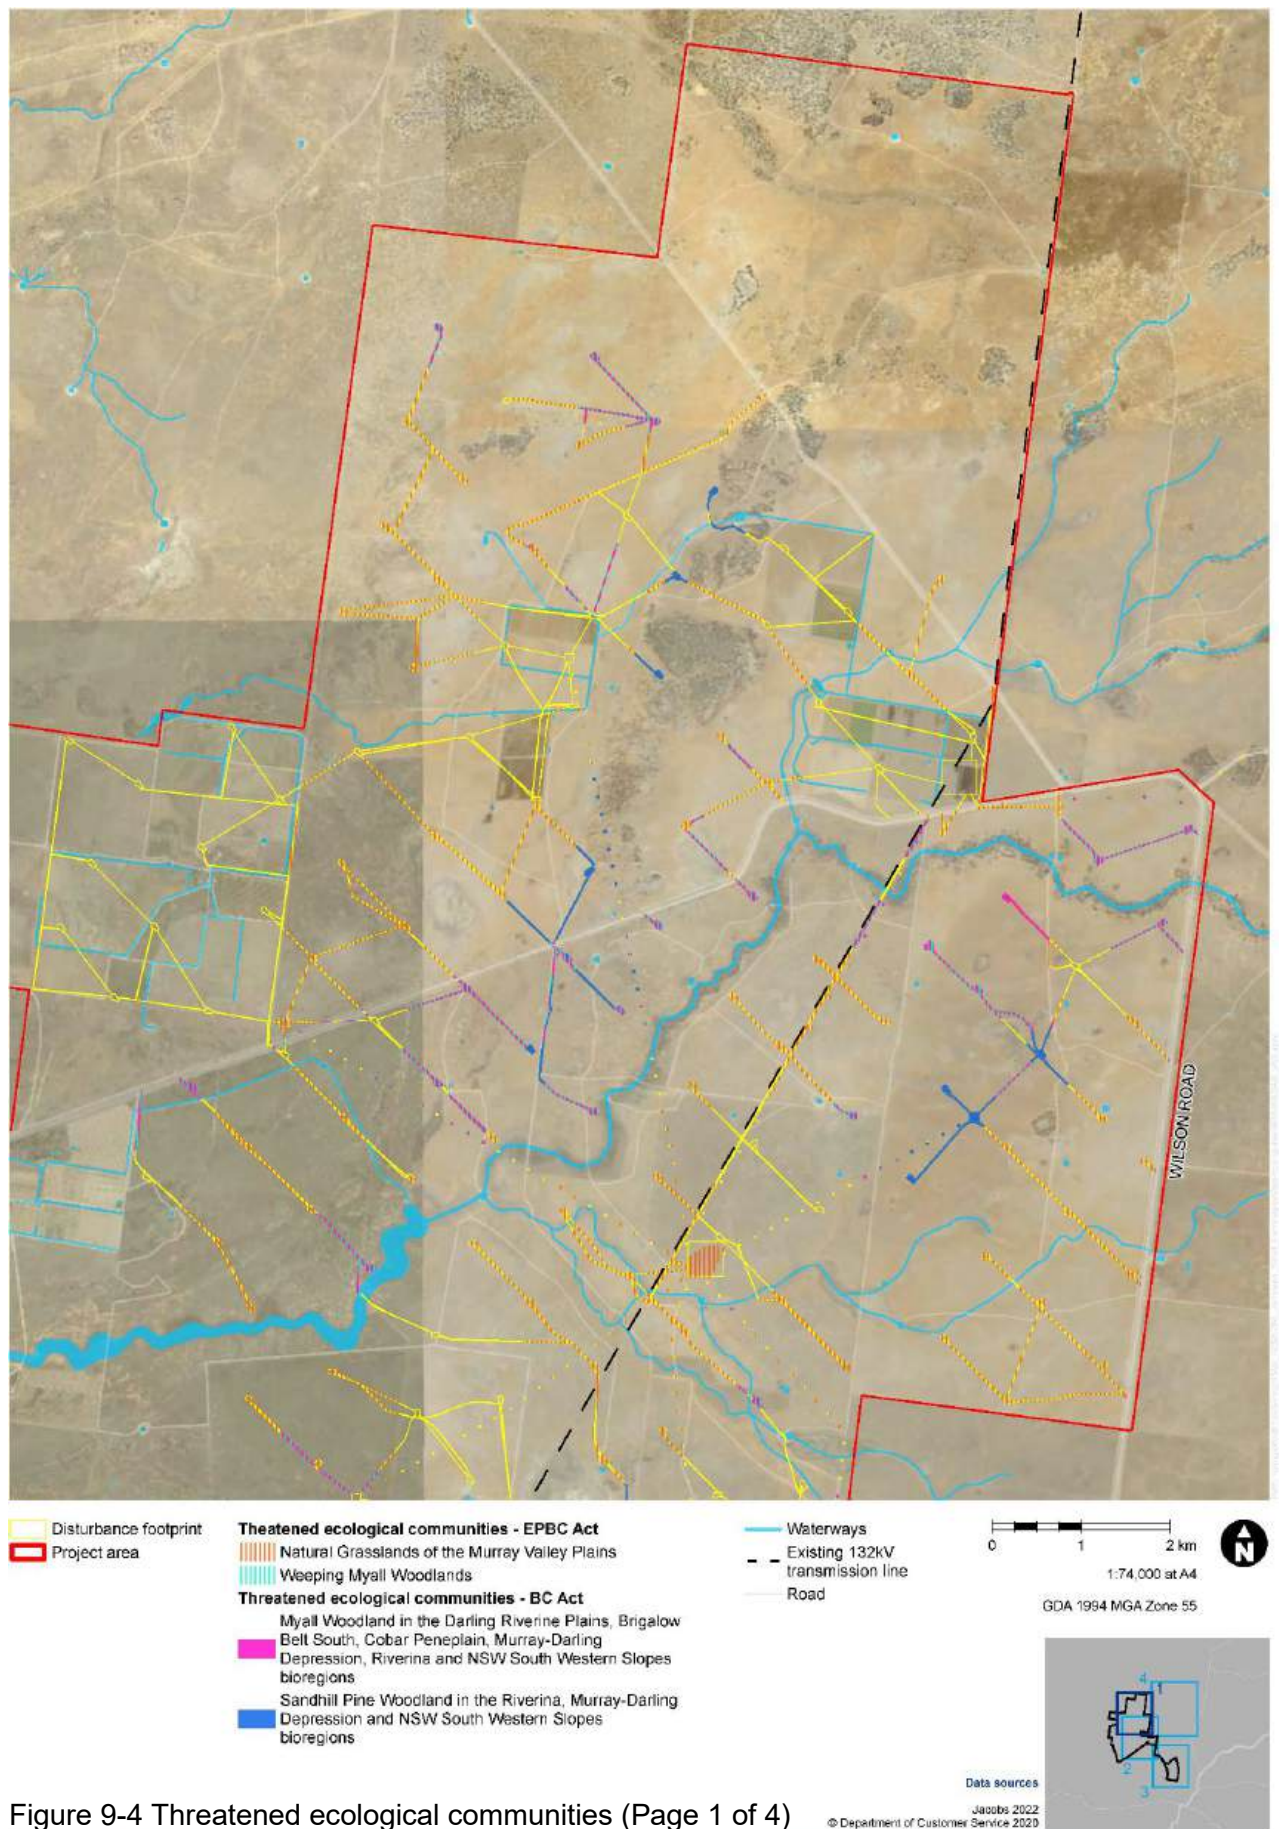 WILSON ROAD
Disturbance footprint
Project area
Theatened ecological communities - EPBC Act
Natural Grasslands of the Murray Valley Plains
Weeping Myall Woodlands
Threatened ecological communities - BC Act
Myall Woodland in the Darling Riverine Plains, Brigalow
Belt South, Cobar Peneplain, Murray-Darling
Depression, Riverina and NSW South Western Slopes
bioregions
Sandhill Pine Woodland in the Riverina, Murray-Darling
Depression and NSW South Western Slopes
bioregions
Waterways
Existing 132kV
transmission line
Road
0 1 2 km
N
1:74,000 at A4
GDA 1994 MGA Zone 55
4
1
2
3
Data sources
Jacobs 2022
© Department of Customer Service 2020
Figure 9-4 Threatened ecological communities (Page 1 of 4)